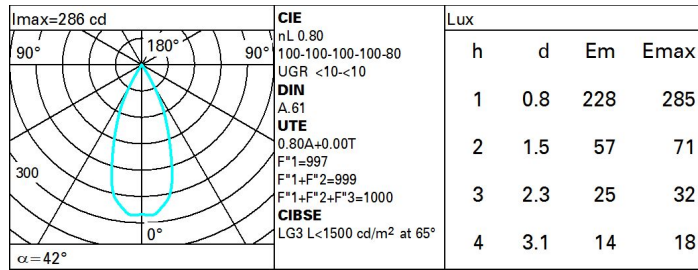 Imax=286 cd
90° 180° 90°
300
0°
α=42°
CIE
nL 0.80
100-100-100-100-80
UGR <10-<10
DIN
A.61
UTE
0.80A+0.00T
F"1=997
F"1+F"2=999
F"1+F"2+F"3=1000
CIBSE
LG3 L<1500 cd/m² at 65°
Lux
h d Em Emax
1 0.8 228 285
2 1.5 57 71
3 2.3 25 32
4 3.1 14 18